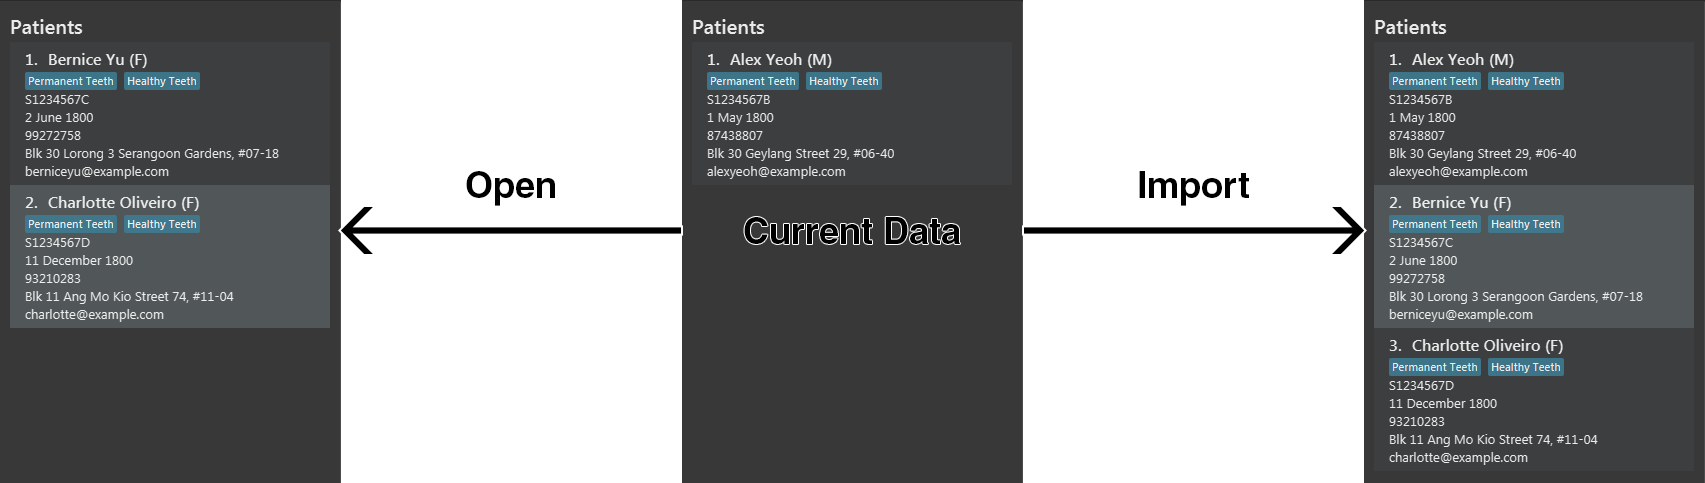 Patients
1. Bernice Yu (F)
Permanent Teeth Healthy Teeth
S1234567C
2 June 1800
99272758
Blk 30 Lorong 3 Serangoon Gardens, #07-18
berniceyu@example.com
2. Charlotte Oliveiro (F)
Permanent Teeth Healthy Teeth
S1234567D
11 December 1800
93210283
Blk 11 Ang Mo Kio Street 74, #11-04
charlotte@example.com
Open
Patients
1. Alex Yeoh (M)
Permanent Teeth Healthy Teeth
S1234567B
1 May 1800
87438807
Blk 30 Geylang Street 29, #06-40
alexyeoh@example.com
Current Data
Import
Patients
1. Alex Yeoh (M)
Permanent Teeth Healthy Teeth
S1234567B
1 May 1800
87438807
Blk 30 Geylang Street 29, #06-40
alexyeoh@example.com
2. Bernice Yu (F)
Permanent Teeth Healthy Teeth
S1234567C
2 June 1800
99272758
Blk 30 Lorong 3 Serangoon Gardens, #07-18
berniceyu@example.com
3. Charlotte Oliveiro (F)
Permanent Teeth Healthy Teeth
S1234567D
11 December 1800
93210283
Blk 11 Ang Mo Kio Street 74, #11-04
charlotte@example.com